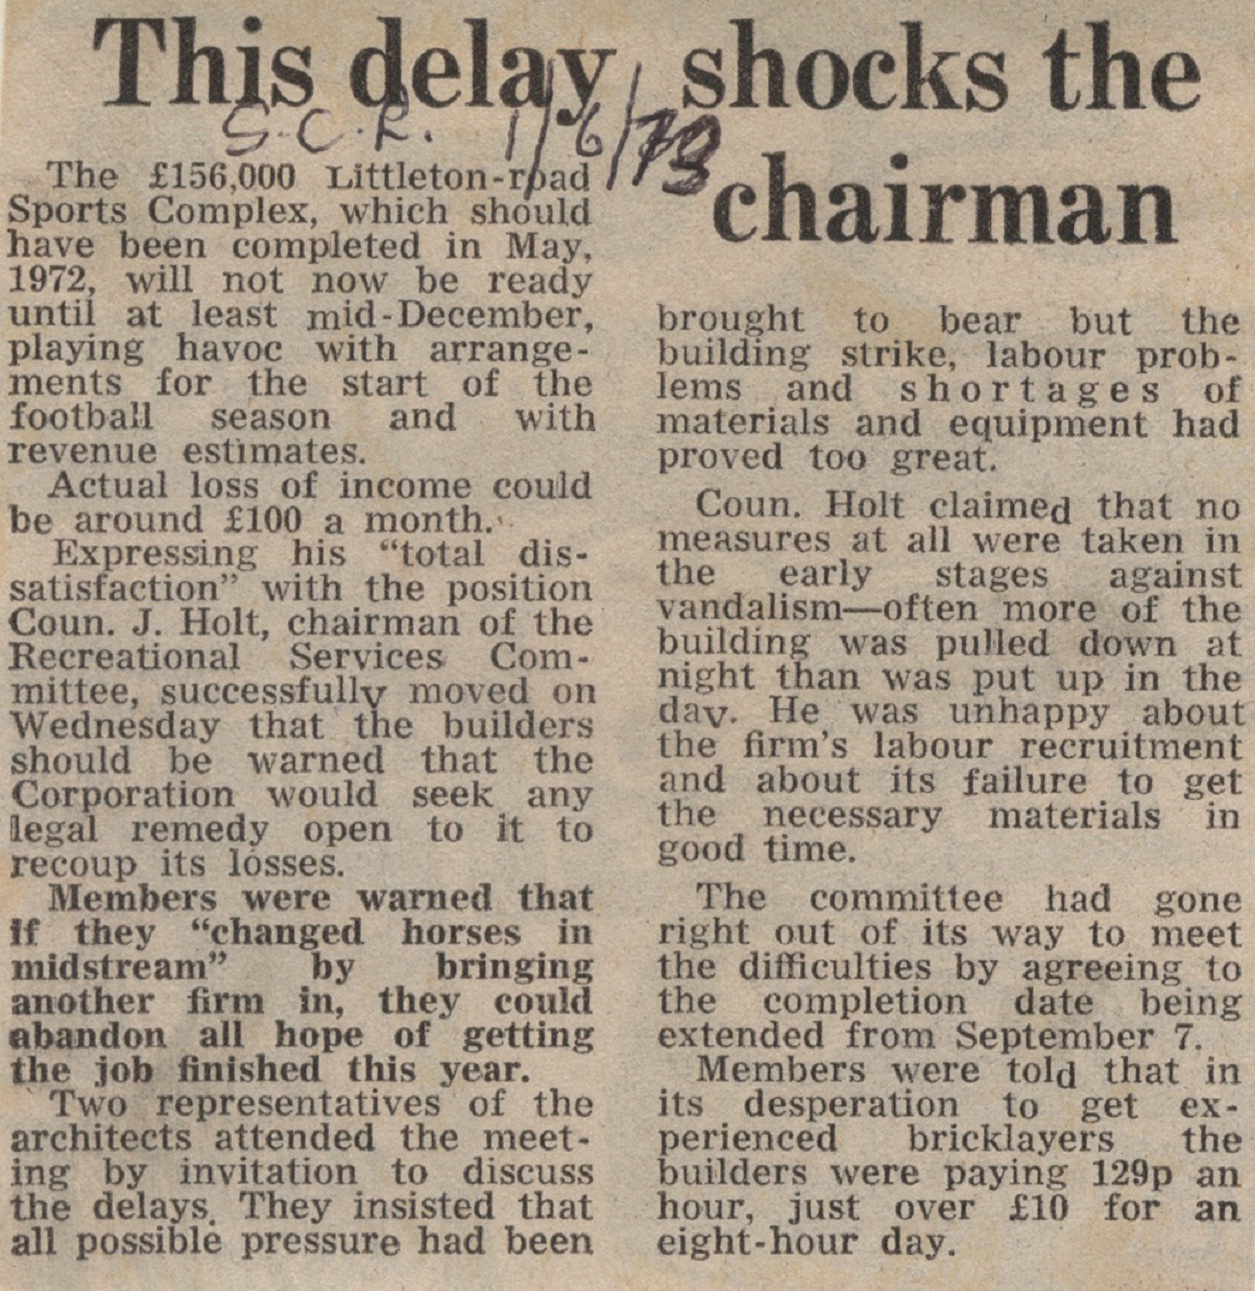 This delay shocks the
chairman
S.C.R. 1/6/73
The £156,000 Littleton-road
Sports Complex, which should
have been completed in May,
1972, will not now be ready
until at least mid-December,
playing havoc with arrange-
ments for the start of the
football season and with
revenue estimates.
Actual loss of income could
be around £100 a month.
Expressing his “total dis-
satisfaction” with the position
Coun. J. Holt, chairman of the
Recreational Services Com-
mittee, successfully moved on
Wednesday that the builders
should be warned that the
Corporation would seek any
legal remedy open to it to
recoup its losses.
Members were warned that
if they “changed horses in
midstream” by bringing
another firm in, they could
abandon all hope of getting
the job finished this year.
Two representatives of the
architects attended the meet-
ing by invitation to discuss
the delays. They insisted that
all possible pressure had been
brought to bear but the
building strike, labour prob-
lems and shortages of
materials and equipment had
proved too great.
Coun. Holt claimed that no
measures at all were taken in
the early stages against
vandalism—often more of the
building was pulled down at
night than was put up in the
day. He was unhappy about
the firm's labour recruitment
and about its failure to get
the necessary materials in
good time.
The committee had gone
right out of its way to meet
the difficulties by agreeing to
the completion date being
extended from September 7.
Members were told that in
its desperation to get ex-
perienced bricklayers the
builders were paying 129p an
hour, just over £10 for an
eight-hour day.